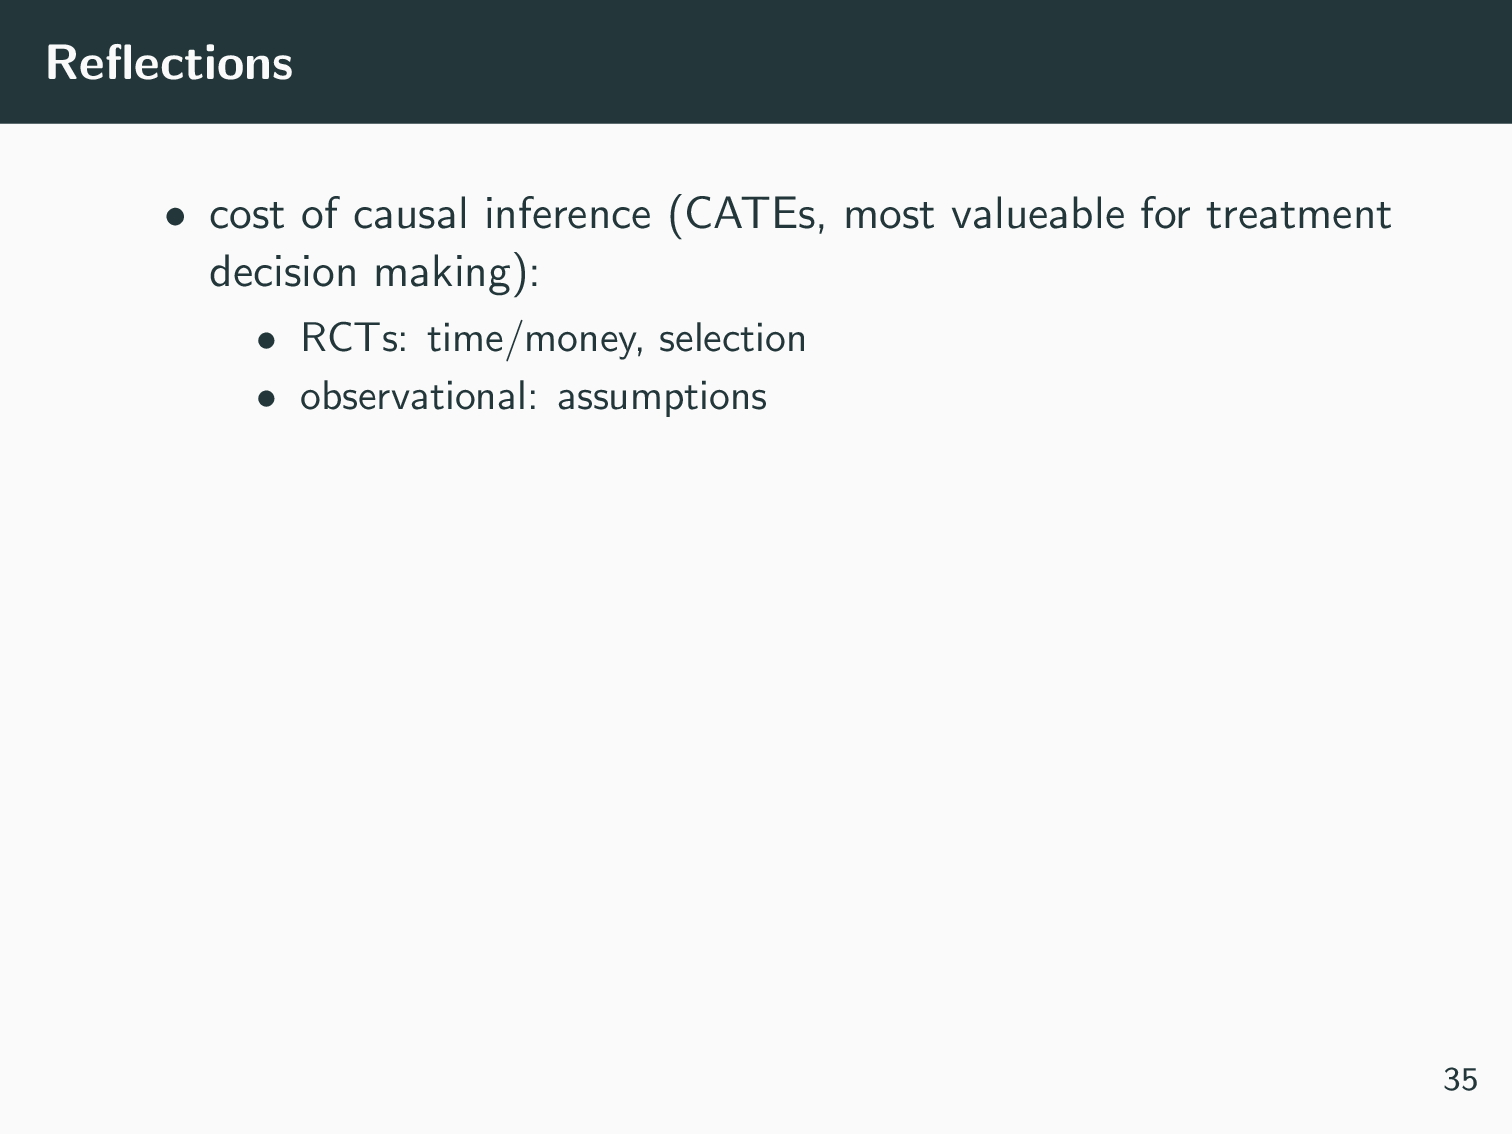 Reflections
• cost of causal inference (CATEs, most valueable for treatment
decision making):
• RCTs: time/money, selection
• observational: assumptions
35